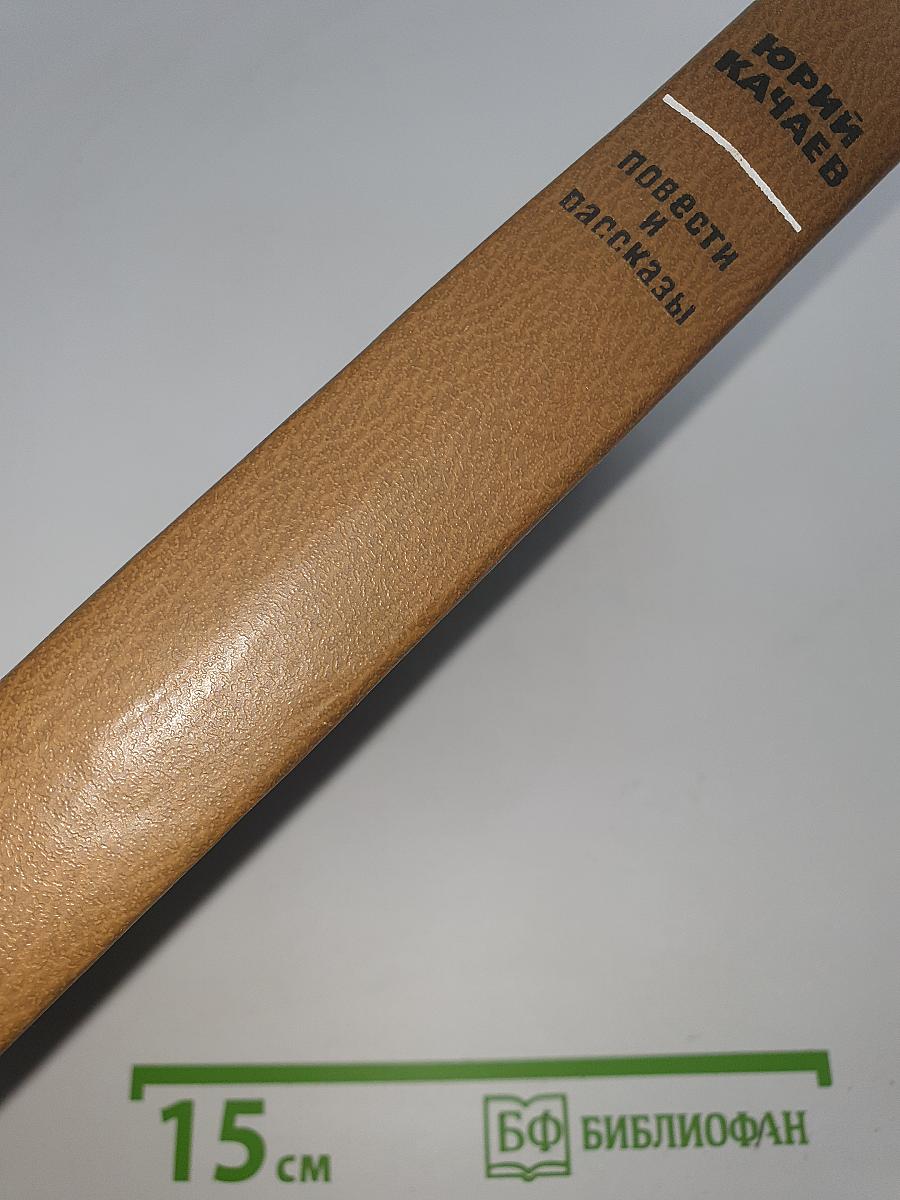 ЮРИЙ
КАЧАЕВ
повести
и
рассказы
15 см
БФ БИБЛИОФАН